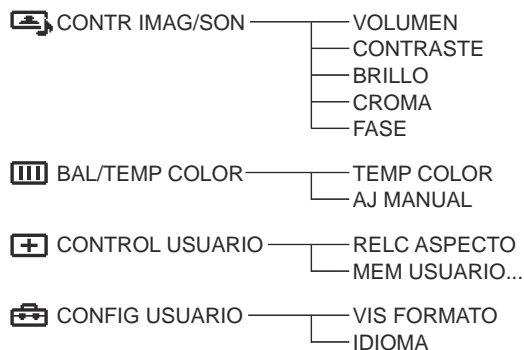 CONTR IMAG/SON VOLUMEN
CONTRASTE
BRILLO
CROMA
FASE
BAL/TEMP COLOR TEMP COLOR
AJ MANUAL
CONTROL USUARIO RELC ASPECTO
MEM USUARIO...
CONFIG USUARIO VIS FORMATO
IDIOMA